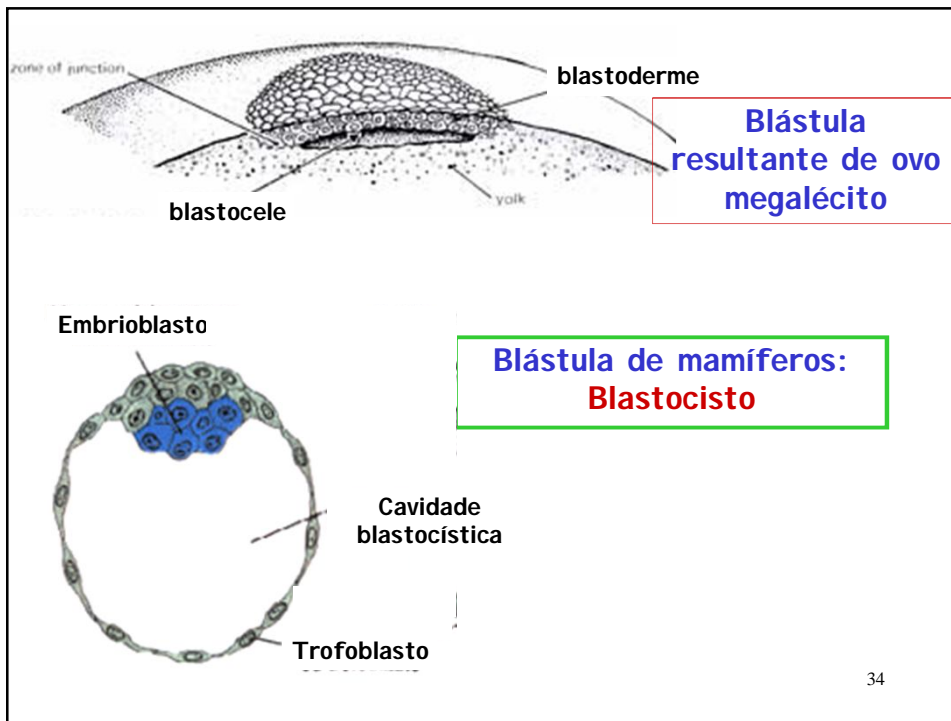 zone of junction
blastoderme
Blástula
resultante de ovo
megalécito
blastocele
yolk
Embrioblasto
Blástula de mamíferos:
Blastocisto
Cavidade
blastocística
Trofoblasto
34